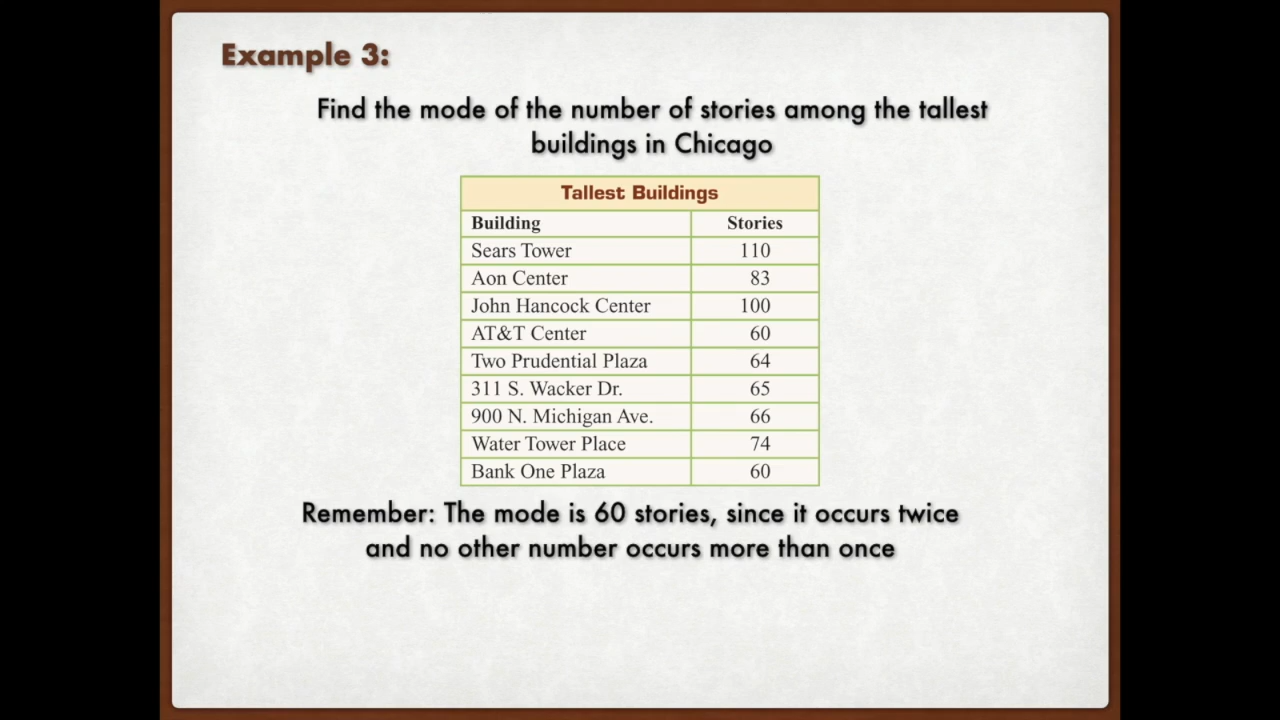 Example 3:
Find the mode of the number of stories among the tallest
buildings in Chicago
Tallest Buildings
Building Stories
Sears Tower 110
Aon Center 83
John Hancock Center 100
AT&T Center 60
Two Prudential Plaza 64
311 S. Wacker Dr. 65
900 N. Michigan Ave. 66
Water Tower Place 74
Bank One Plaza 60
Remember: The mode is 60 stories, since it occurs twice
and no other number occurs more than once